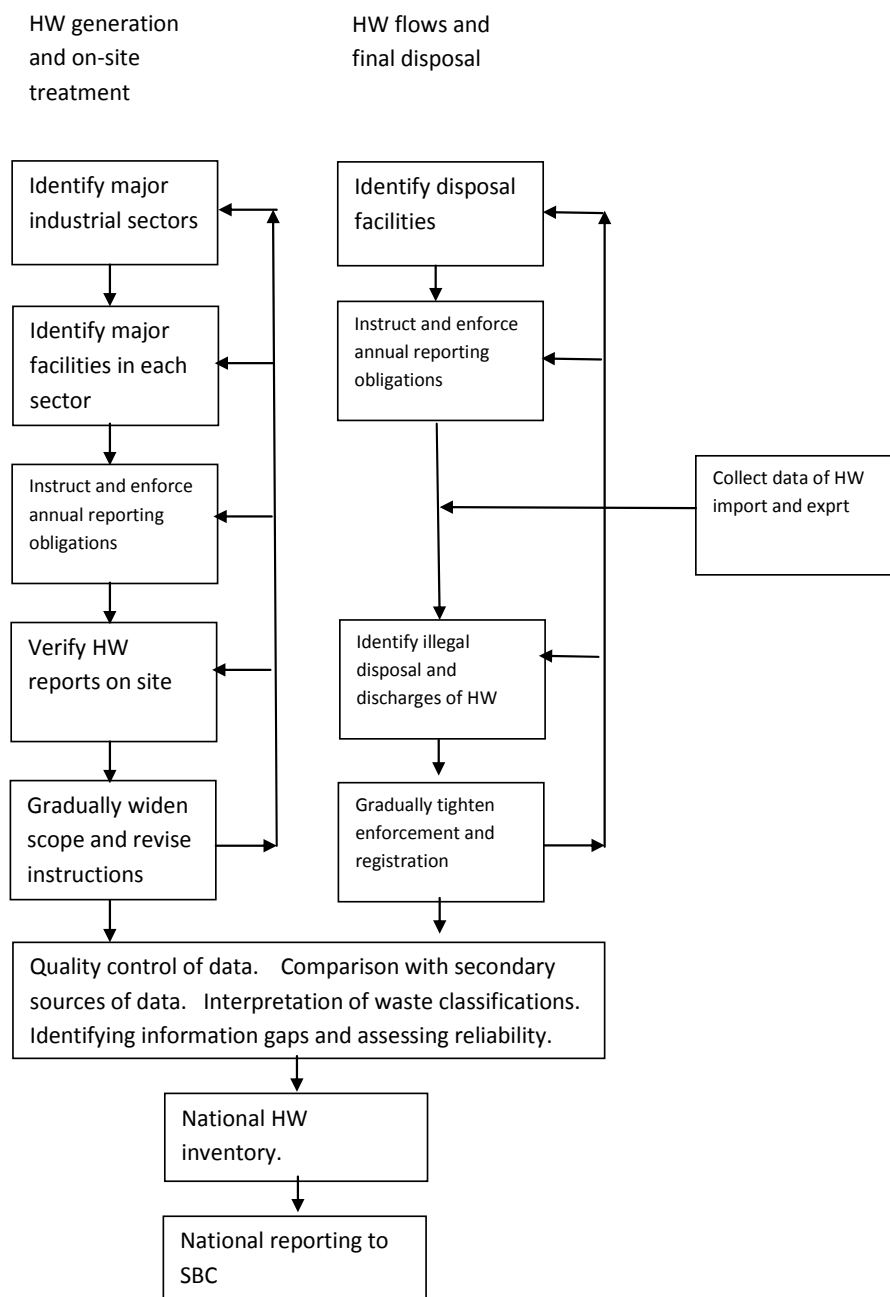 HW generation
and on-site
treatment
HW flows and
final disposal
Identify major
industrial sectors
Identify disposal
facilities
Identify major
facilities in each
sector
Instruct and enforce
annual reporting
obligations
Instruct and enforce
annual reporting
obligations
Collect data of HW
import and exprt
Verify HW
reports on site
Identify illegal
disposal and
discharges of HW
Gradually widen
scope and revise
instructions
Gradually tighten
enforcement and
registration
Quality control of data. Comparison with secondary
sources of data. Interpretation of waste classifications.
Identifying information gaps and assessing reliability.
National HW
inventory.
National reporting to
SBC